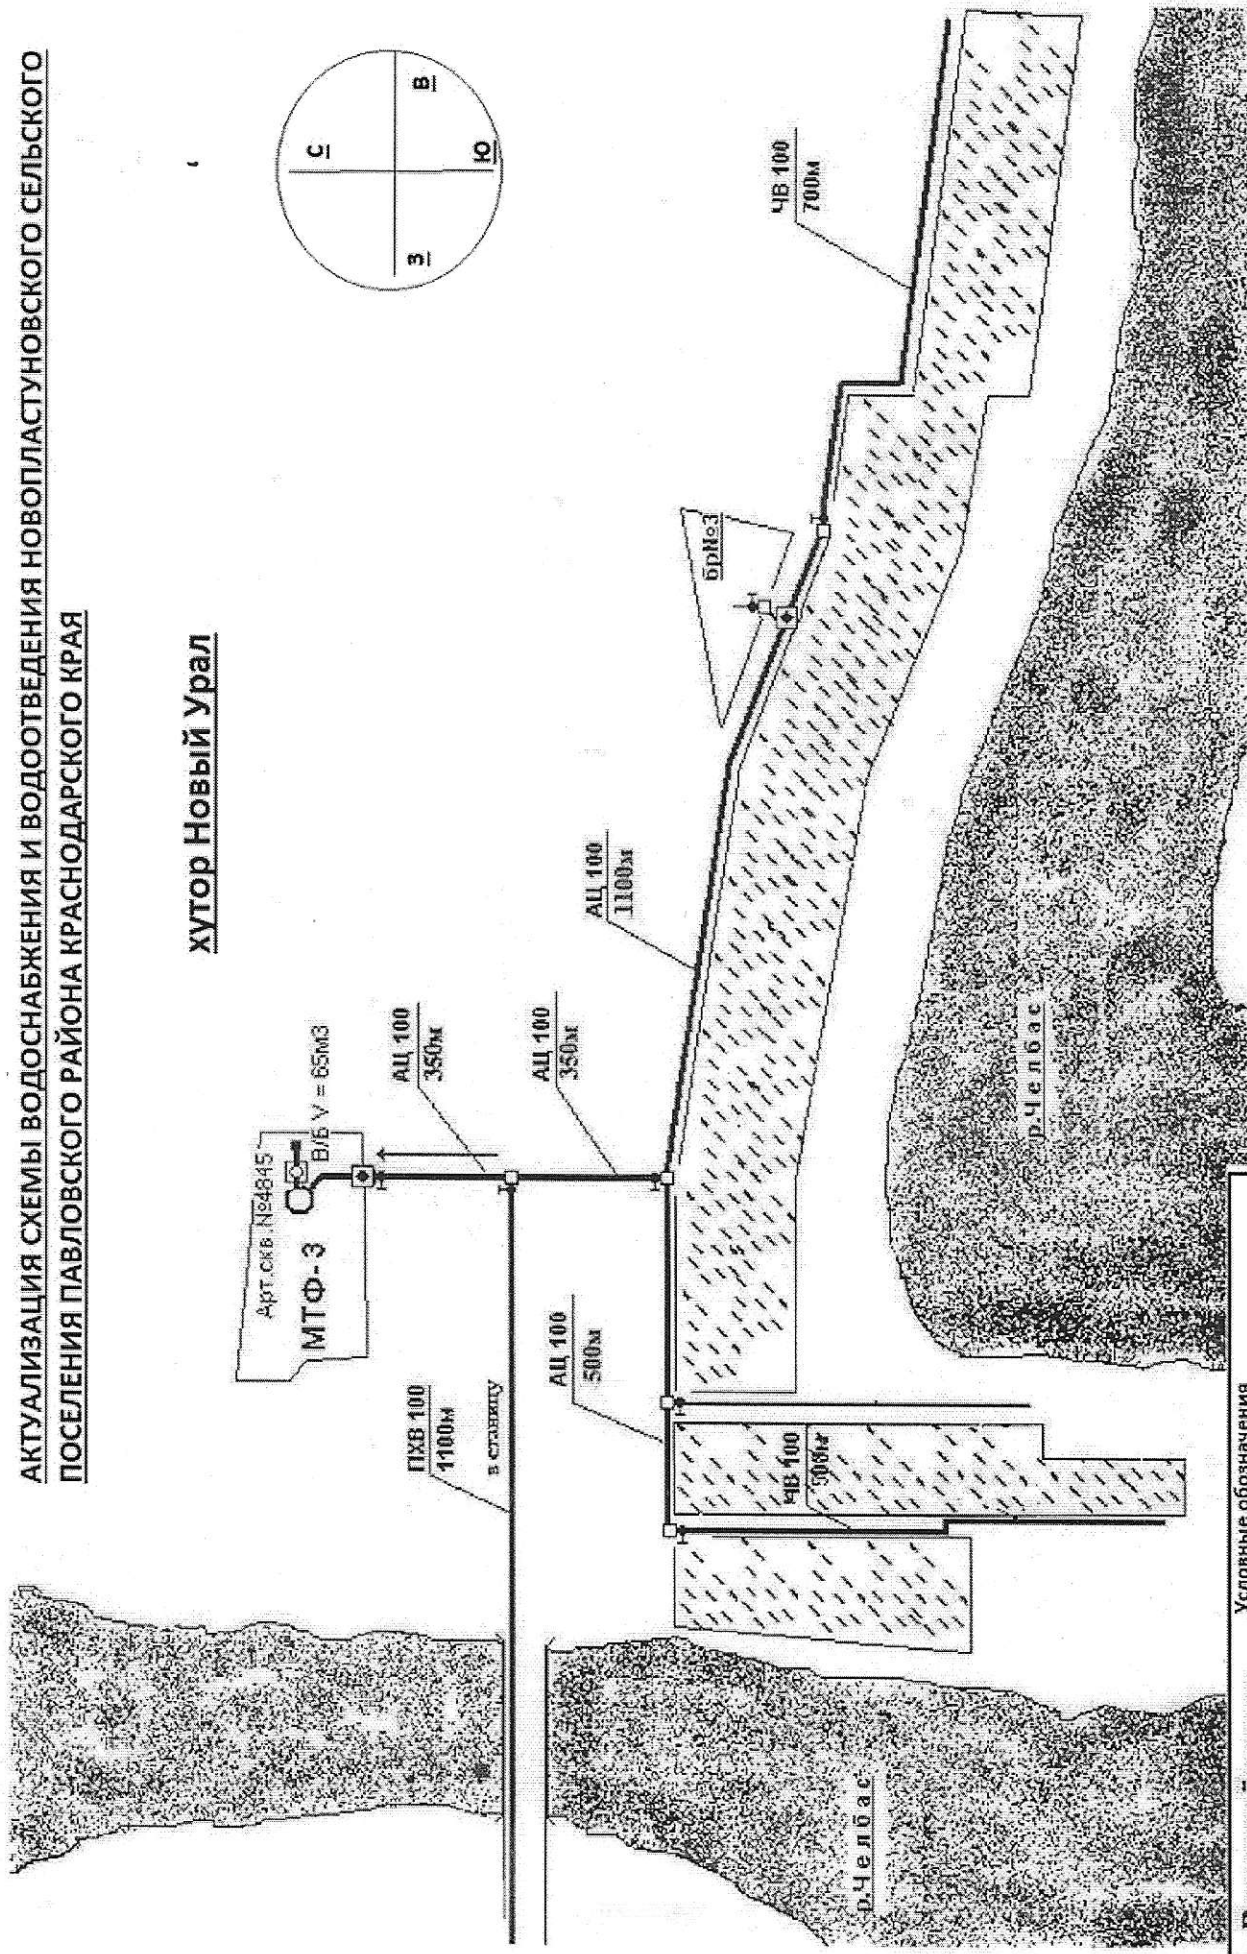 АКТУАЛИЗАЦИЯ СХЕМЫ ВОДОСНАБЖЕНИЯ И ВОДООТВЕДЕНИЯ НОВОПЛАСТУНОВСКОГО СЕЛЬСКОГО
ПОСЕЛЕНИЯ ПАВЛОВСКОГО РАЙОНА КРАСНОДАРСКОГО КРАЯ
хутор Новый Урал
С
З
В
Ю
Арт.скв.№4845
В/Б V = 65м3
МТФ-3
АЦ 100
350м
ПХВ 100
1100м
в станицу
АЦ 100
350м
АЦ 100
500м
АЦ 100
1100м
бр№3
ЧВ 100
700м
ЧВ 100
500м
р.Челбас
р.Челбас
Условные обозначения